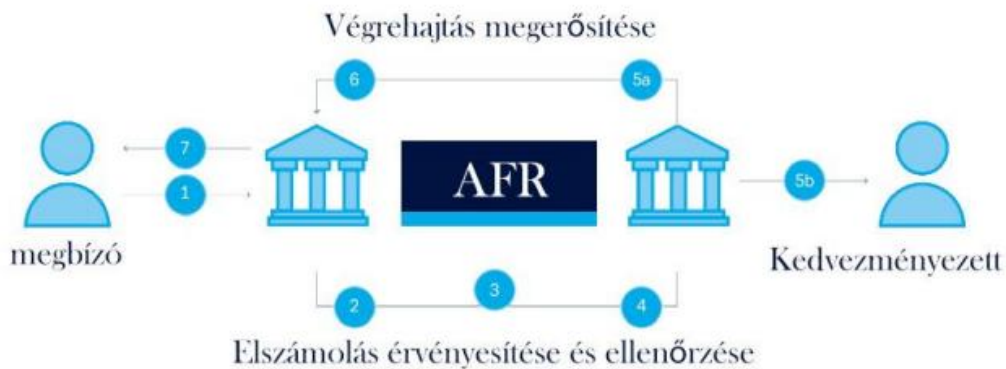 Végrehajtás megerősítése
6
5a
7
1
AFR
5b
megbízó
Kedvezményezett
2
3
4
Elszámolás érvényesítése és ellenőrzése